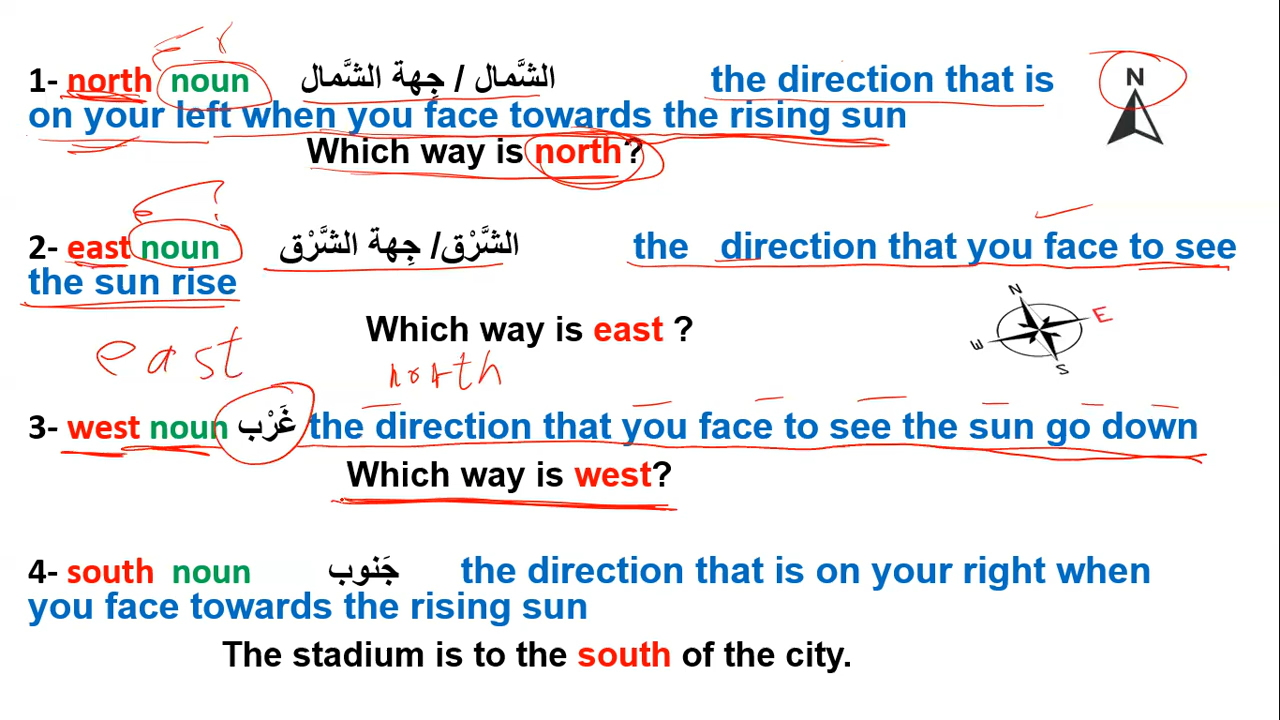 1- north noun الشَّمال / جِهة الشَّمال the direction that is
N
on your left when you face towards the rising sun
Which way is north?
2- east noun الشَّرْق/ جِهة الشَّرْق the direction that you face to see
the sun rise
N
E
W
S
Which way is east ?
east
north
3- west noun غَرْب the direction that you face to see the sun go down
Which way is west?
4- south noun جَنوب the direction that is on your right when
you face towards the rising sun
The stadium is to the south of the city.